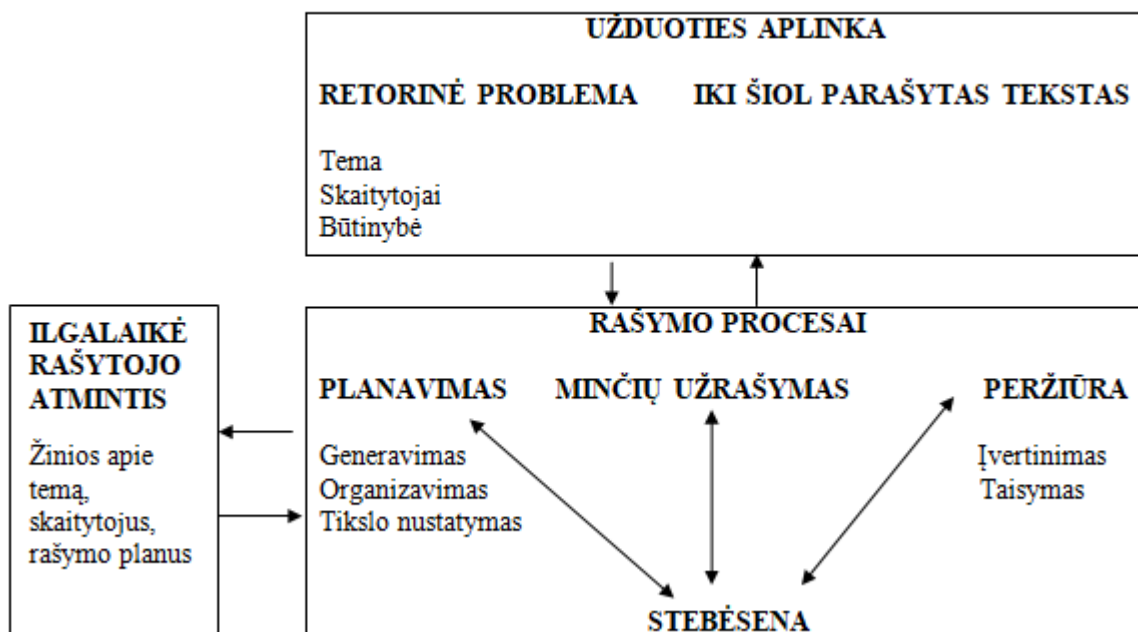 UŽDUOTIES APLINKA
RETORINĖ PROBLEMA IKI ŠIOL PARAŠYTAS TEKSTAS
Tema
Skaitytojai
Būtinybė
ILGALAIKĖ
RAŠYTOJO
ATMINTIS
Žinios apie
temą,
skaitytojus,
rašymo planus
RAŠYMO PROCESAI
PLANAVIMAS MINČIŲ UŽRAŠYMAS PERŽIŪRA
Generavimas
Organizavimas
Tikslo nustatymas
Įvertinimas
Taisymas
STEBĖSENA